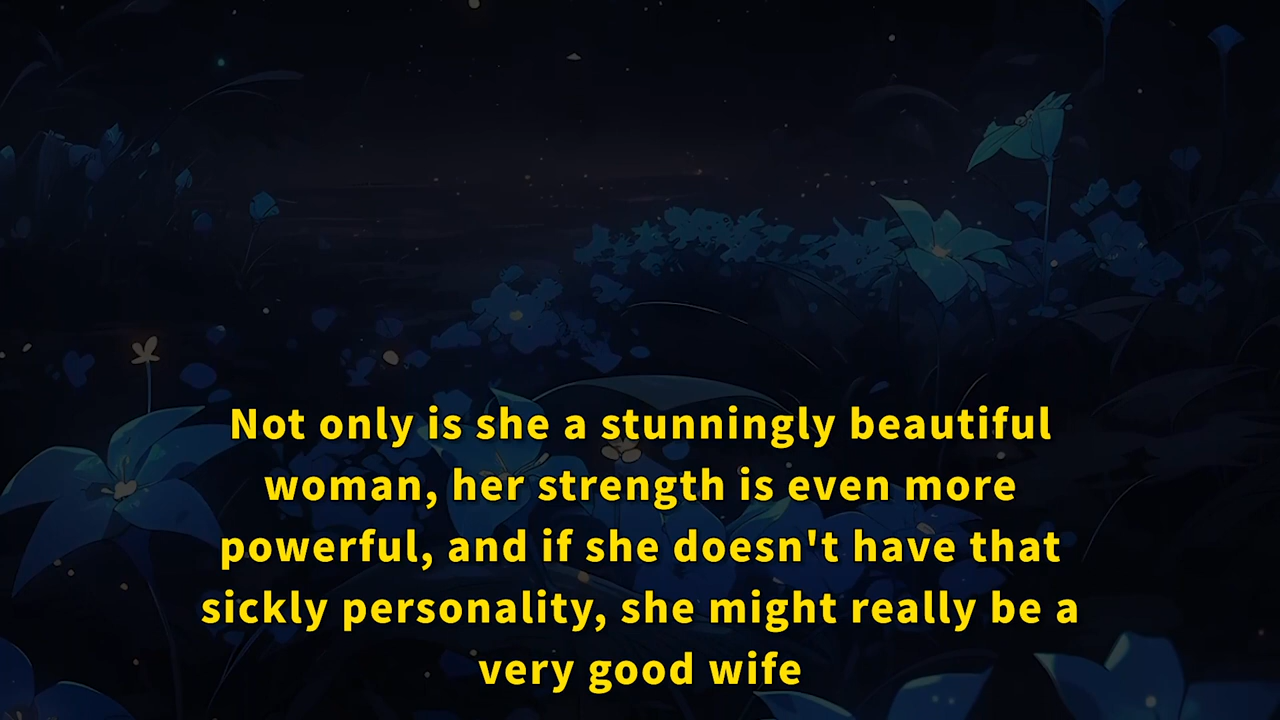 Not only is she a stunningly beautiful
woman, her strength is even more
powerful, and if she doesn't have that
sickly personality, she might really be a
very good wife